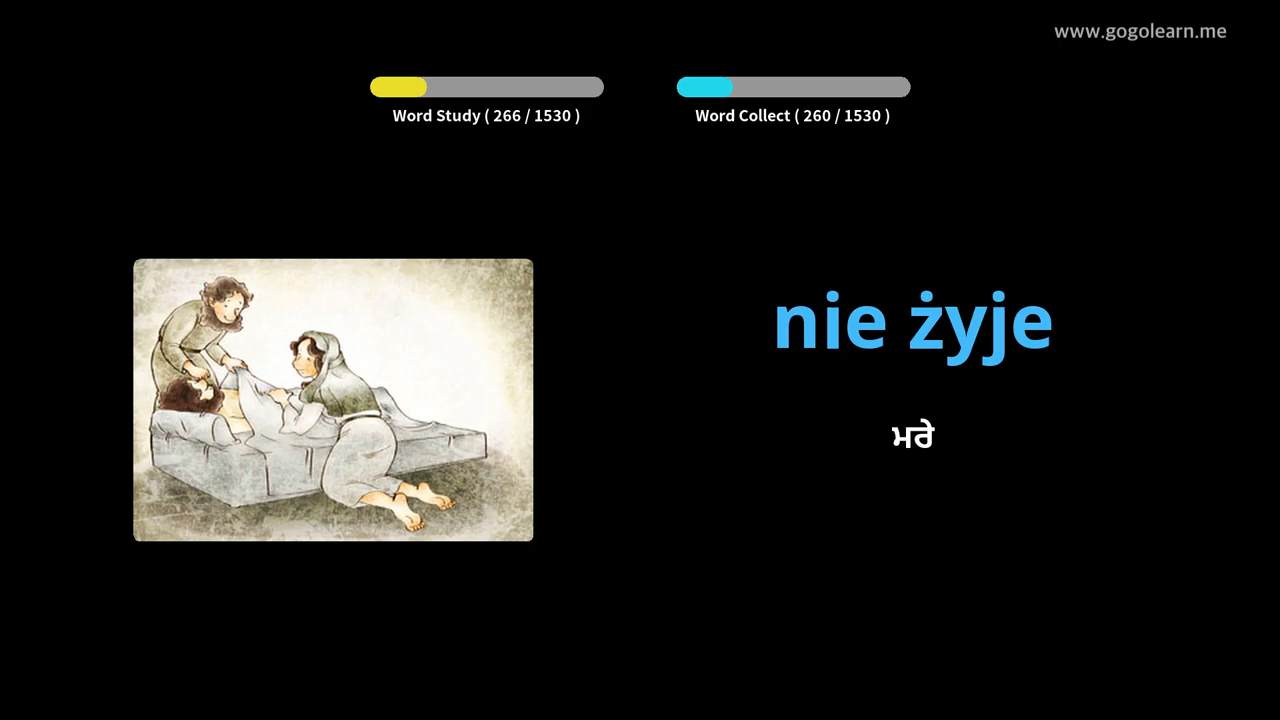 www.gogolearn.me
Word Study ( 266 / 1530 )
Word Collect ( 260 / 1530 )
nie żyje
ਮਰੇ